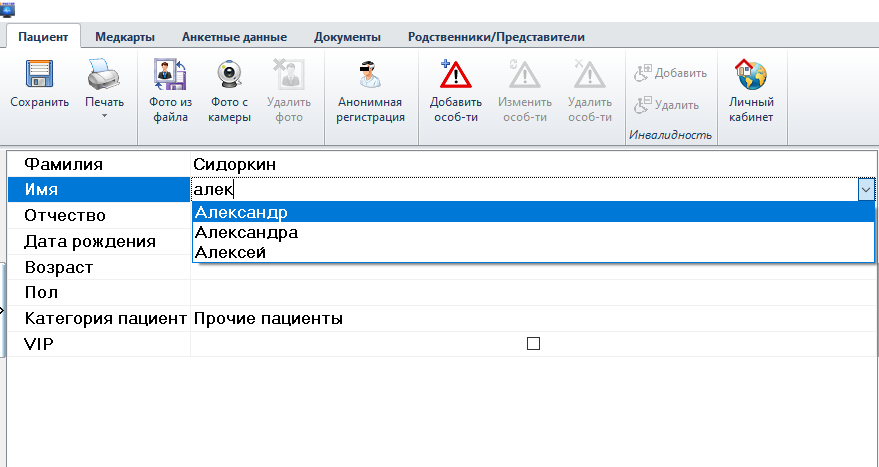 Пациент Медкарты Анкетные данные Документы Родственники/Представители
Сохранить Печать Фото из файла Фото с камеры Удалить фото Анонимная регистрация Добавить особ-ти Изменить особ-ти Удалить особ-ти Добавить Удалить Личный кабинет
Инвалидность
Фамилия Сидоркин
Имя алек
Отчество Александр
Александра
Дата рождения Алексей
Возраст
Пол
Категория пациент Прочие пациенты
VIP